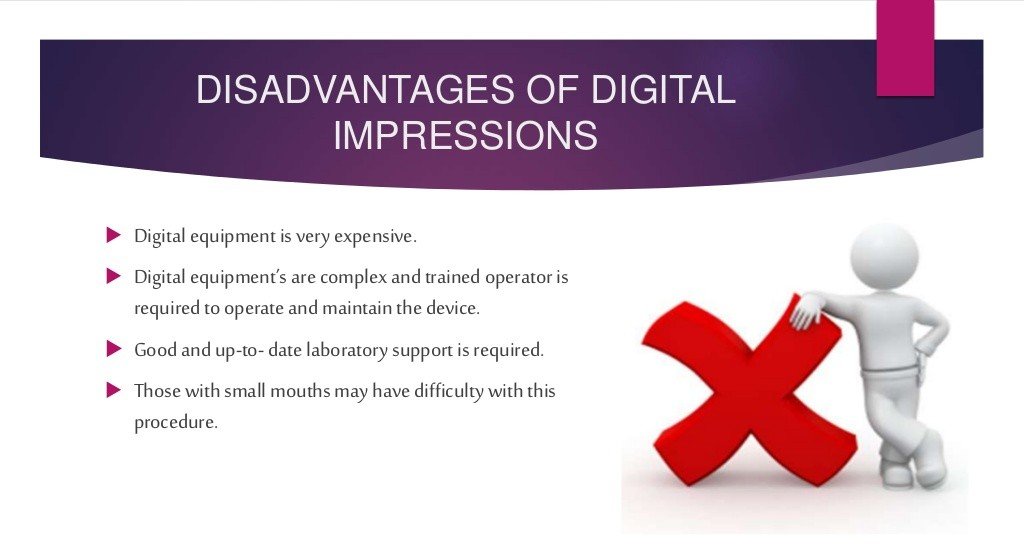 DISADVANTAGES OF DIGITAL
IMPRESSIONS
Digital equipment is very expensive.
Digital equipment’s are complex and trained operator is
required to operate and maintain the device.
Good and up-to- date laboratory support is required.
Those with small mouths may have difficulty with this
procedure.